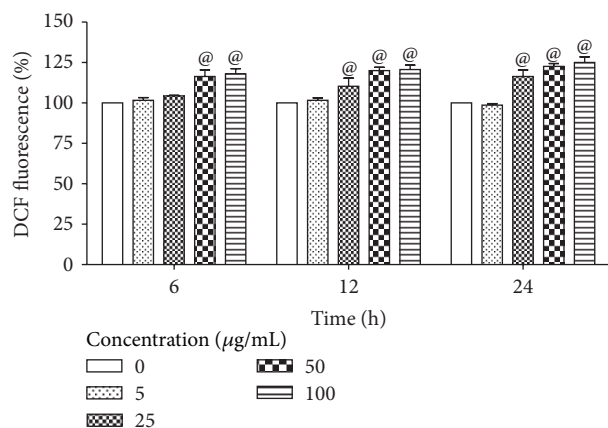 DCF fluorescence (%)
150
125
100
75
50
25
0
@ @ @ @ @ @ @ @
6 12 24
Time (h)
Concentration (μg/mL)
0 50
5 100
25